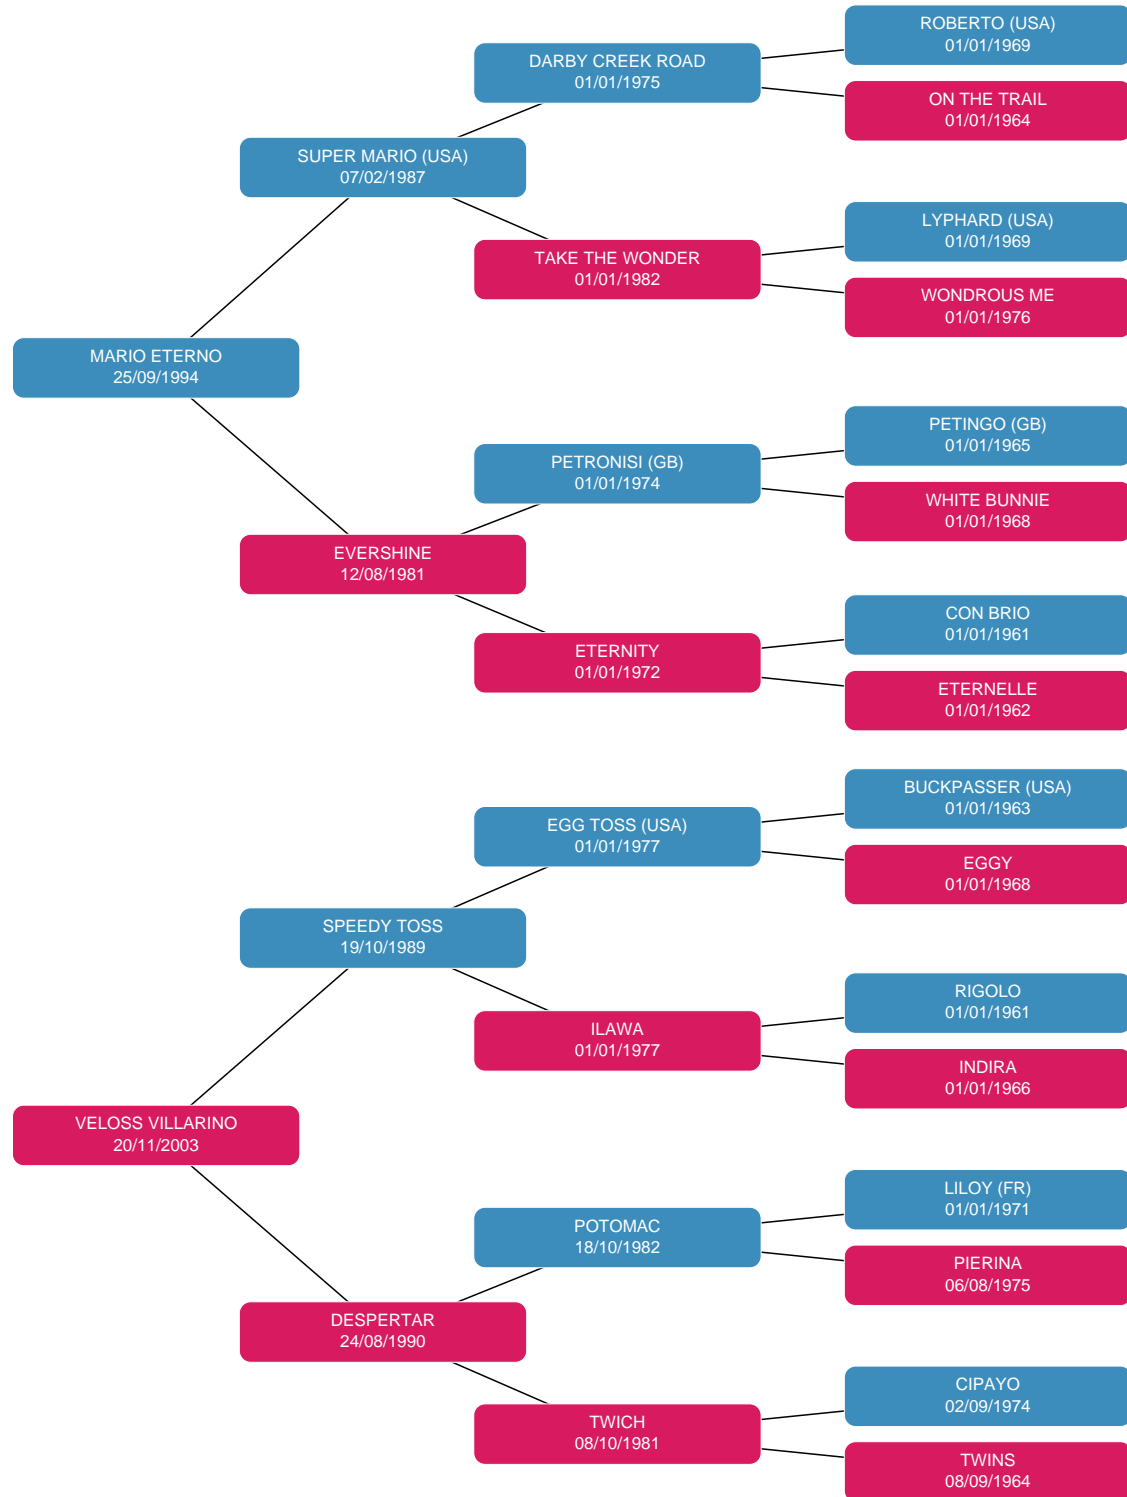 ROBERTO (USA)
01/01/1969
DARBY CREEK ROAD
01/01/1975
ON THE TRAIL
01/01/1964
SUPER MARIO (USA)
07/02/1987
LYPHARD (USA)
01/01/1969
TAKE THE WONDER
01/01/1982
WONDROUS ME
01/01/1976
MARIO ETERNO
25/09/1994
PETINGO (GB)
01/01/1965
PETRONISI (GB)
01/01/1974
WHITE BUNNIE
01/01/1968
EVERSHINE
12/08/1981
CON BRIO
01/01/1961
ETERNITY
01/01/1972
ETERNELLE
01/01/1962
BUCKPASSER (USA)
01/01/1963
EGG TOSS (USA)
01/01/1977
EGGY
01/01/1968
SPEEDY TOSS
19/10/1989
RIGOLO
01/01/1961
ILAWA
01/01/1977
INDIRA
01/01/1966
VELOSS VILLARINO
20/11/2003
LILOY (FR)
01/01/1971
POTOMAC
18/10/1982
PIERINA
06/08/1975
DESPERTAR
24/08/1990
CIPAYO
02/09/1974
TWICH
08/10/1981
TWINS
08/09/1964